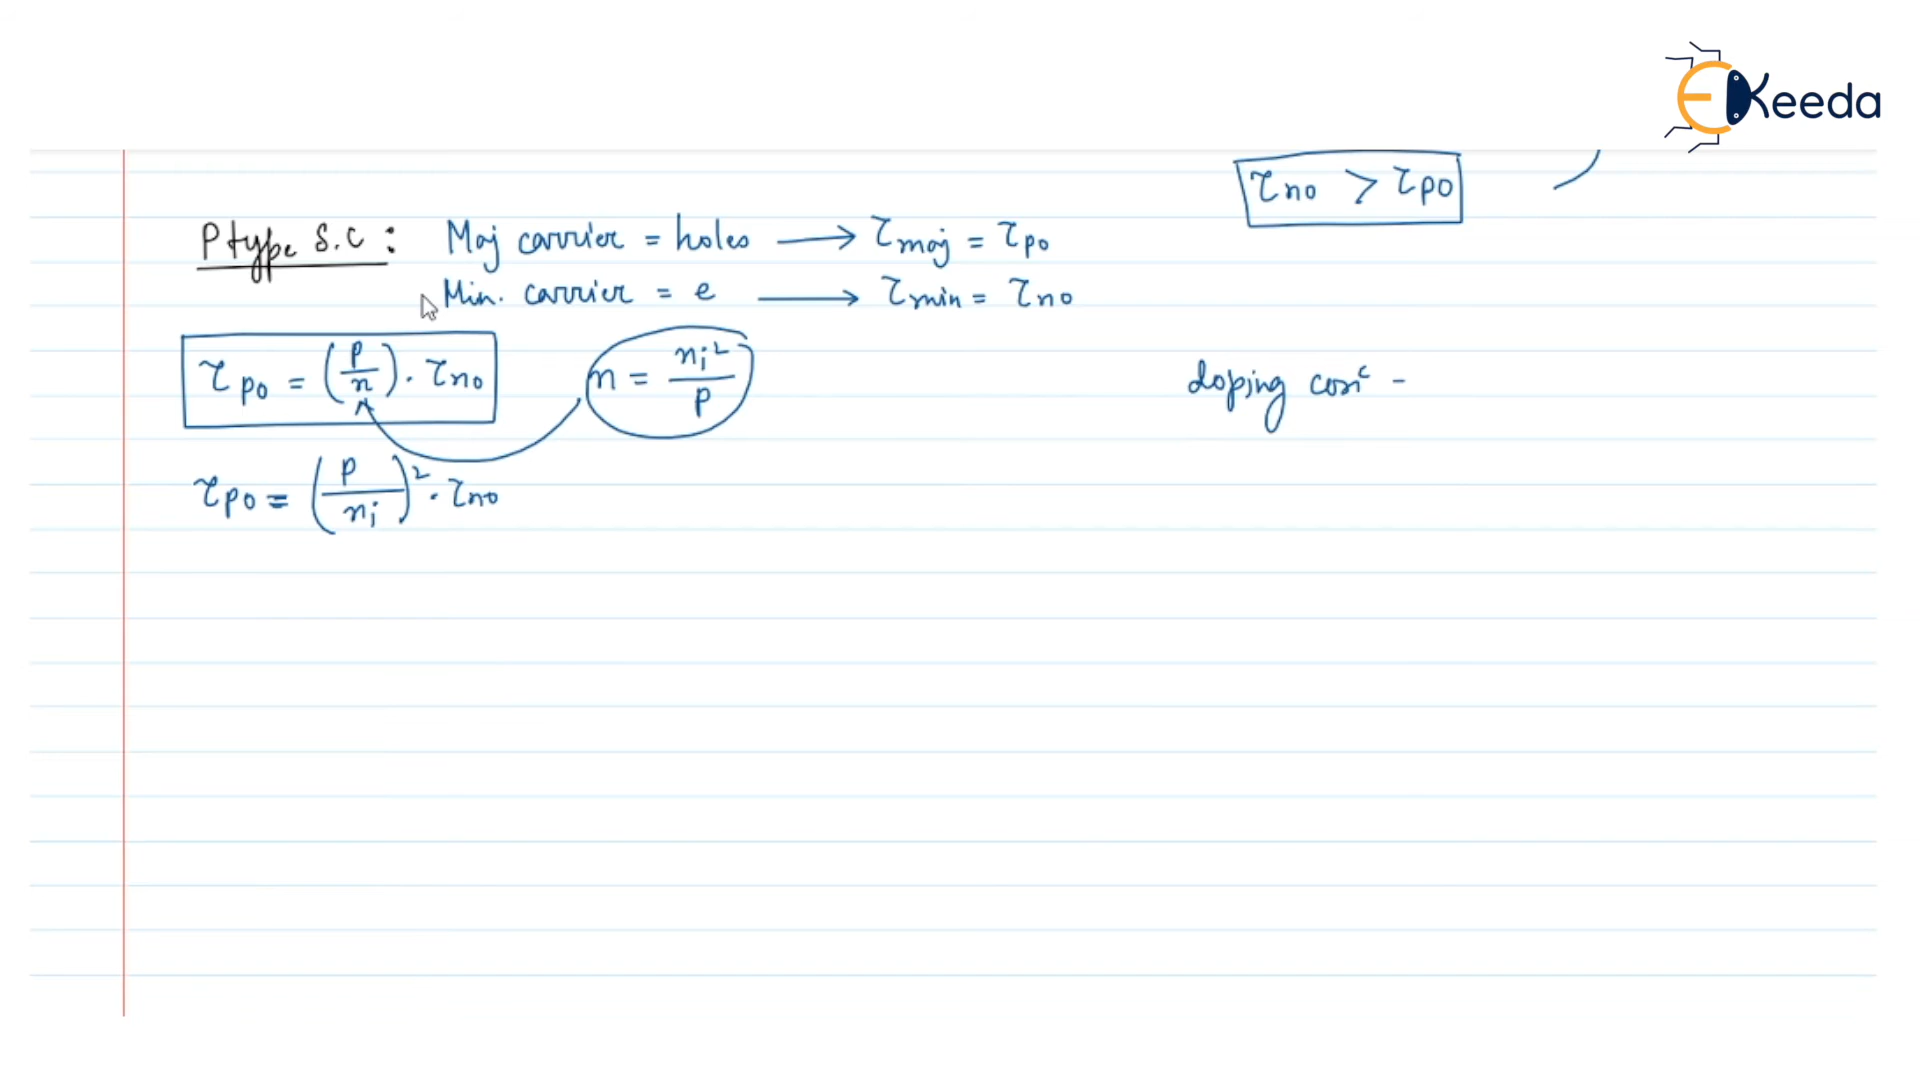 EKeeda
τno > τpo
P type S.C : Maj carrier = holes → τmaj = τpo
Min. carrier = e → τmin = τno
τpo = (p/n) · τno n = ni²/p
doping conᶜ -
τpo = (p/ni)² · τno